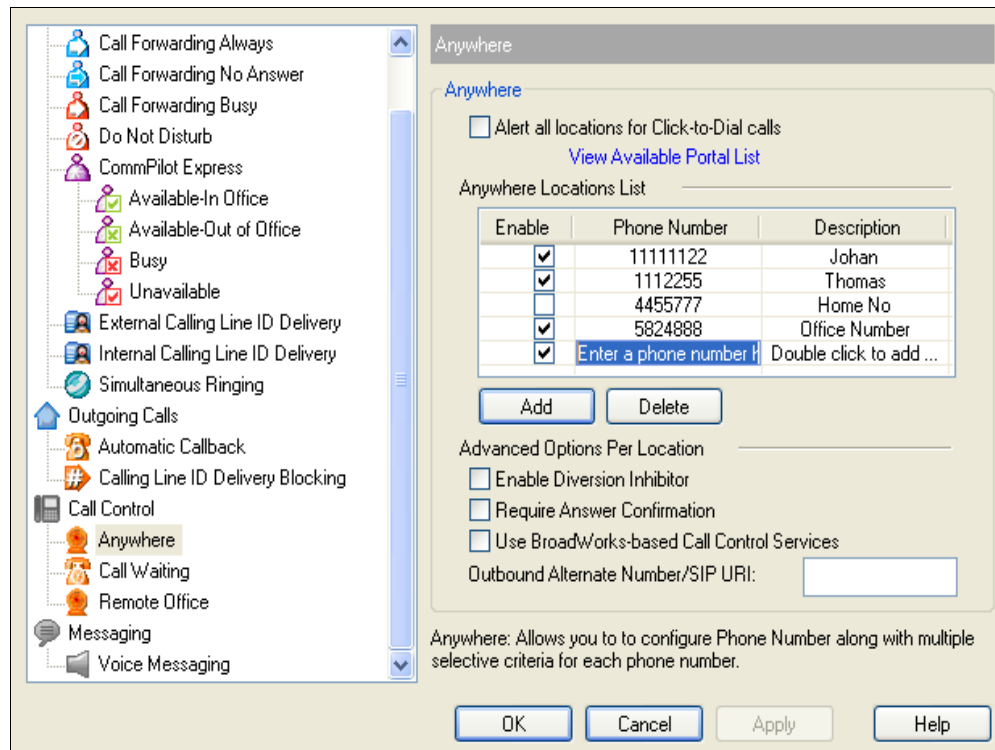 Call Forwarding Always
Call Forwarding No Answer
Call Forwarding Busy
Do Not Disturb
CommPilot Express
Available-In Office
Available-Out of Office
Busy
Unavailable
External Calling Line ID Delivery
Internal Calling Line ID Delivery
Simultaneous Ringing
Outgoing Calls
Automatic Callback
Calling Line ID Delivery Blocking
Call Control
Anywhere
Call Waiting
Remote Office
Messaging
Voice Messaging
Anywhere
Anywhere
Alert all locations for Click-to-Dial calls
View Available Portal List
Anywhere Locations List
Enable Phone Number Description
11111122 Johan
1112255 Thomas
4455777 Home No
5824888 Office Number
Enter a phone number h Double click to add ...
Add Delete
Advanced Options Per Location
Enable Diversion Inhibitor
Require Answer Confirmation
Use BroadWorks-based Call Control Services
Outbound Alternate Number/SIP URI:
Anywhere: Allows you to to configure Phone Number along with multiple
selective criteria for each phone number.
OK Cancel Apply Help